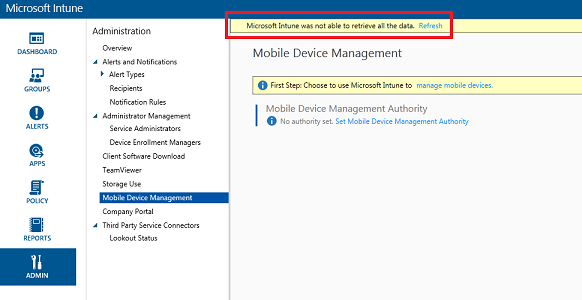 Microsoft Intune
Microsoft Intune was not able to retrieve all the data. Refresh
DASHBOARD
GROUPS
ALERTS
APPS
POLICY
REPORTS
ADMIN
Administration
Overview
Alerts and Notifications
Alert Types
Recipients
Notification Rules
Administrator Management
Service Administrators
Device Enrollment Managers
Client Software Download
TeamViewer
Storage Use
Mobile Device Management
Company Portal
Third Party Service Connectors
Lookout Status
Mobile Device Management
First Step: Choose to use Microsoft Intune to manage mobile devices.
Mobile Device Management Authority
No authority set. Set Mobile Device Management Authority